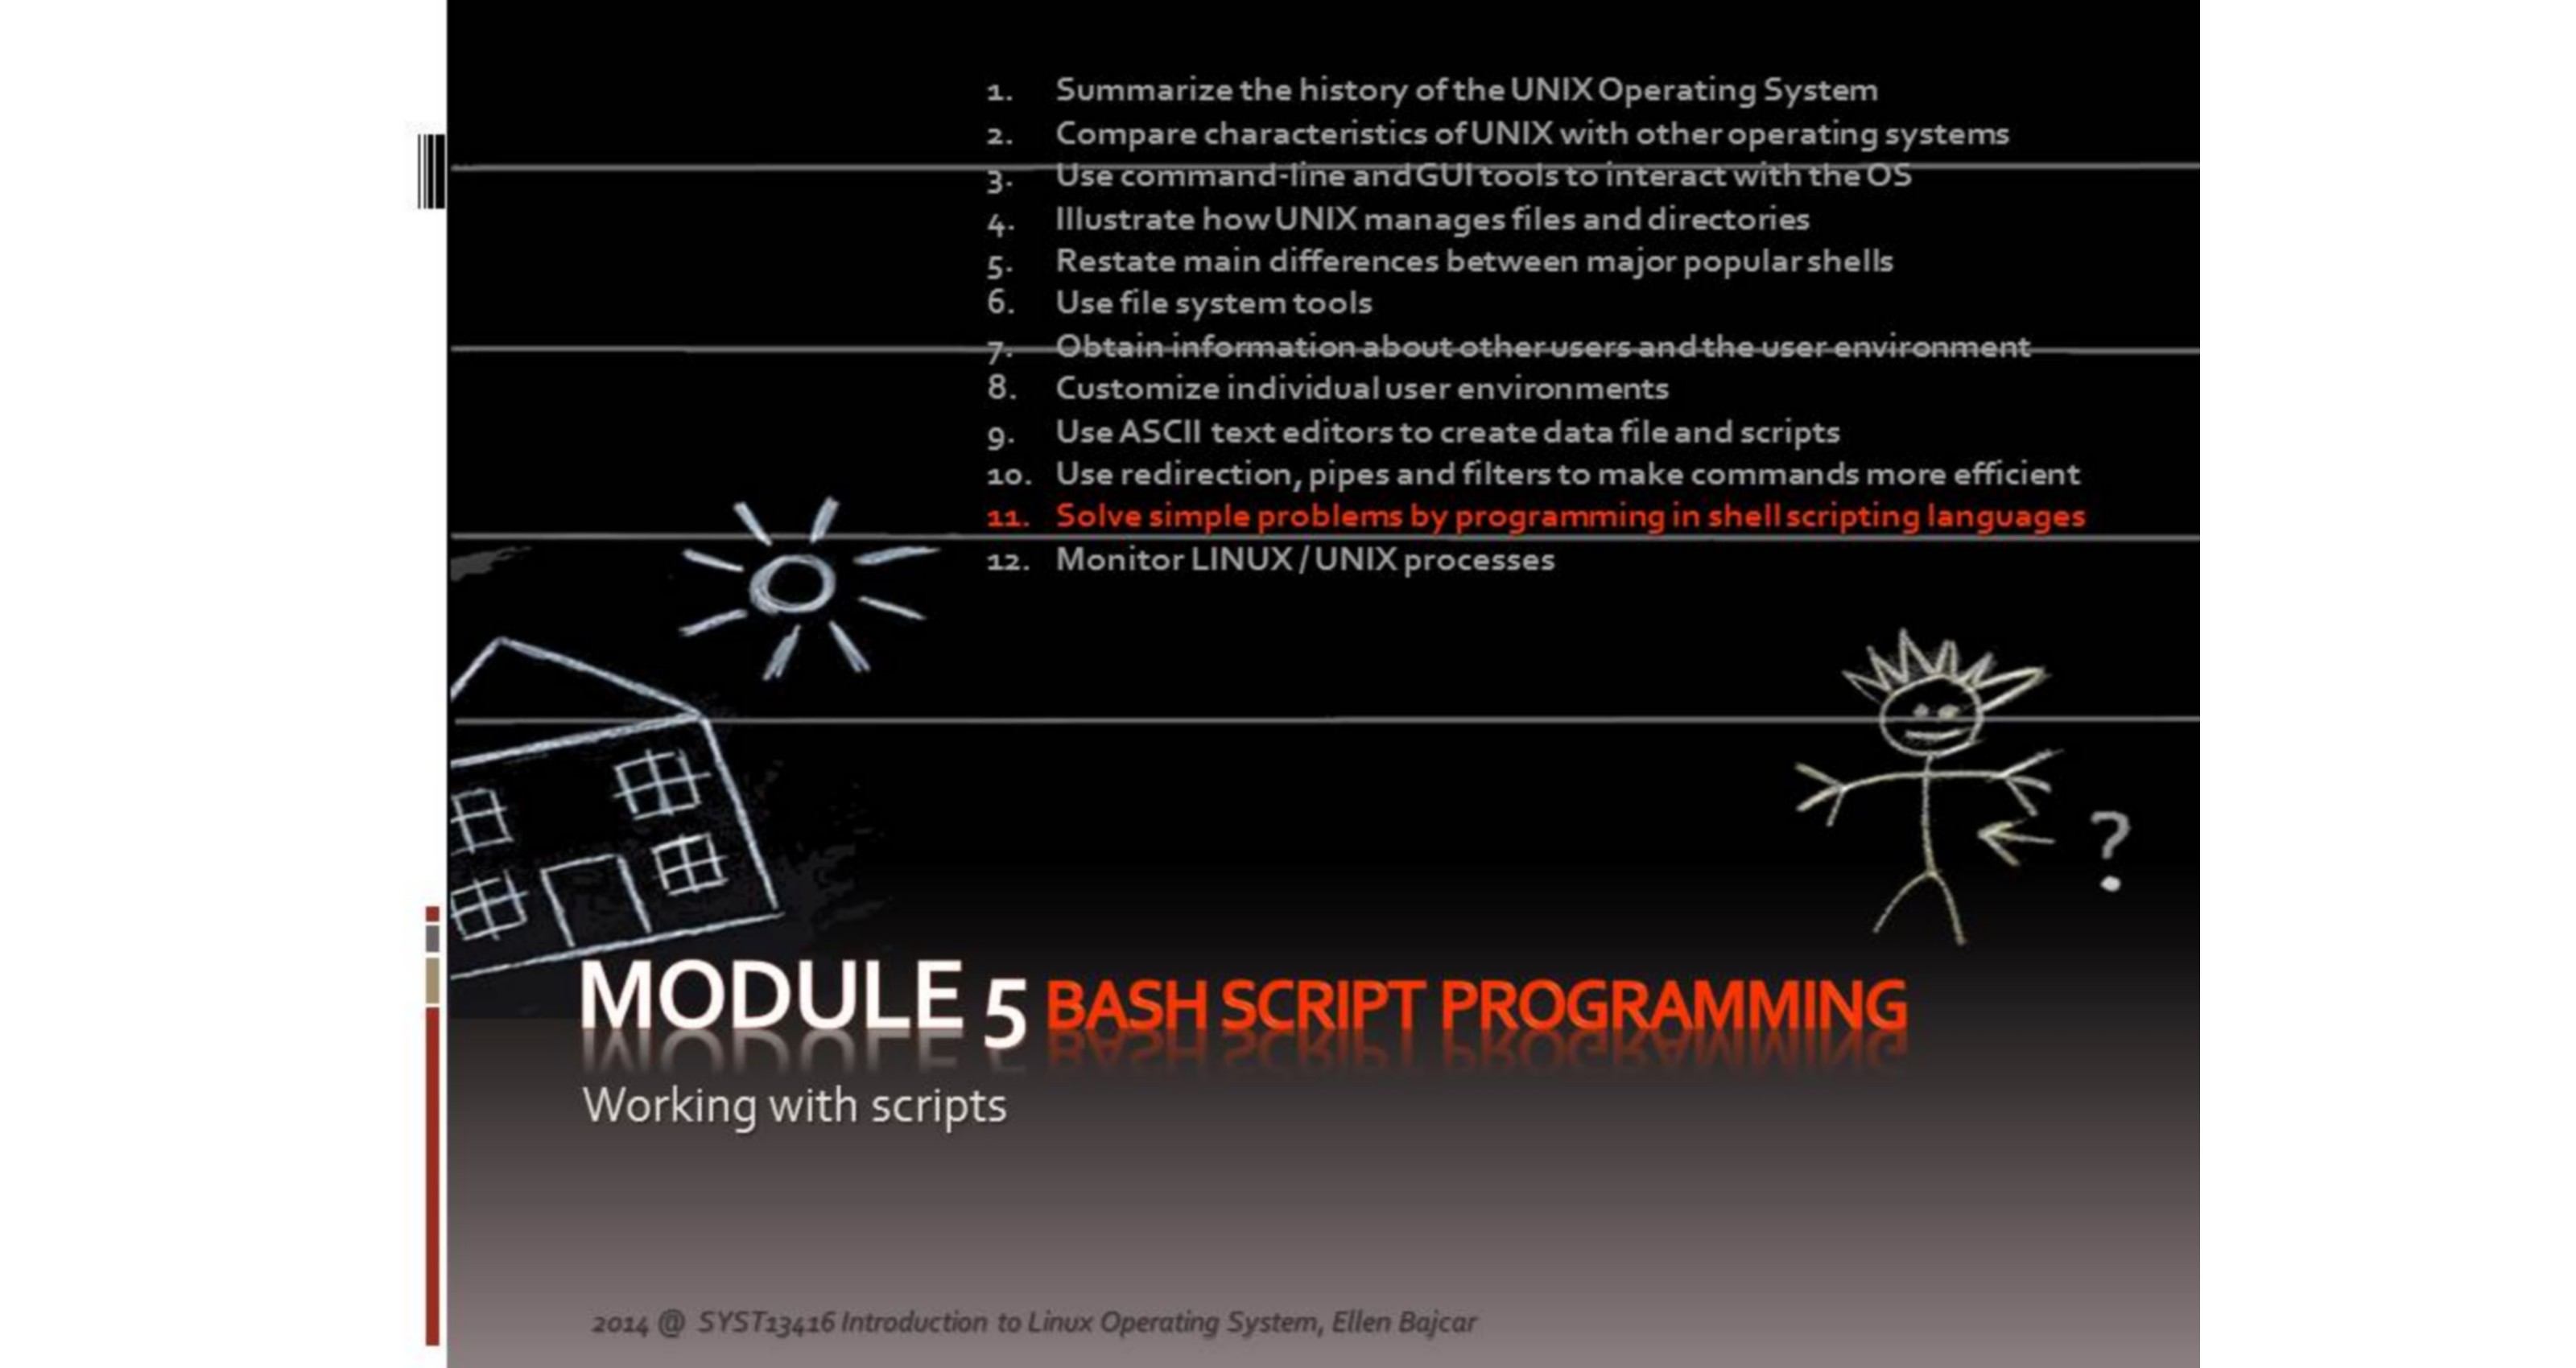 1. Summarize the history of the UNIX Operating System
2. Compare characteristics of UNIX with other operating systems
3. Use command-line and GUI tools to interact with the OS
4. Illustrate how UNIX manages files and directories
5. Restate main differences between major popular shells
6. Use file system tools
7. Obtain information about other users and the user environment
8. Customize individual user environments
9. Use ASCII text editors to create data file and scripts
10. Use redirection, pipes and filters to make commands more efficient
11. Solve simple problems by programming in shell scripting languages
12. Monitor LINUX / UNIX processes
?
MODULE 5 BASH SCRIPT PROGRAMMING
Working with scripts
2014 @ SYST13416 Introduction to Linux Operating System, Ellen Bajcar